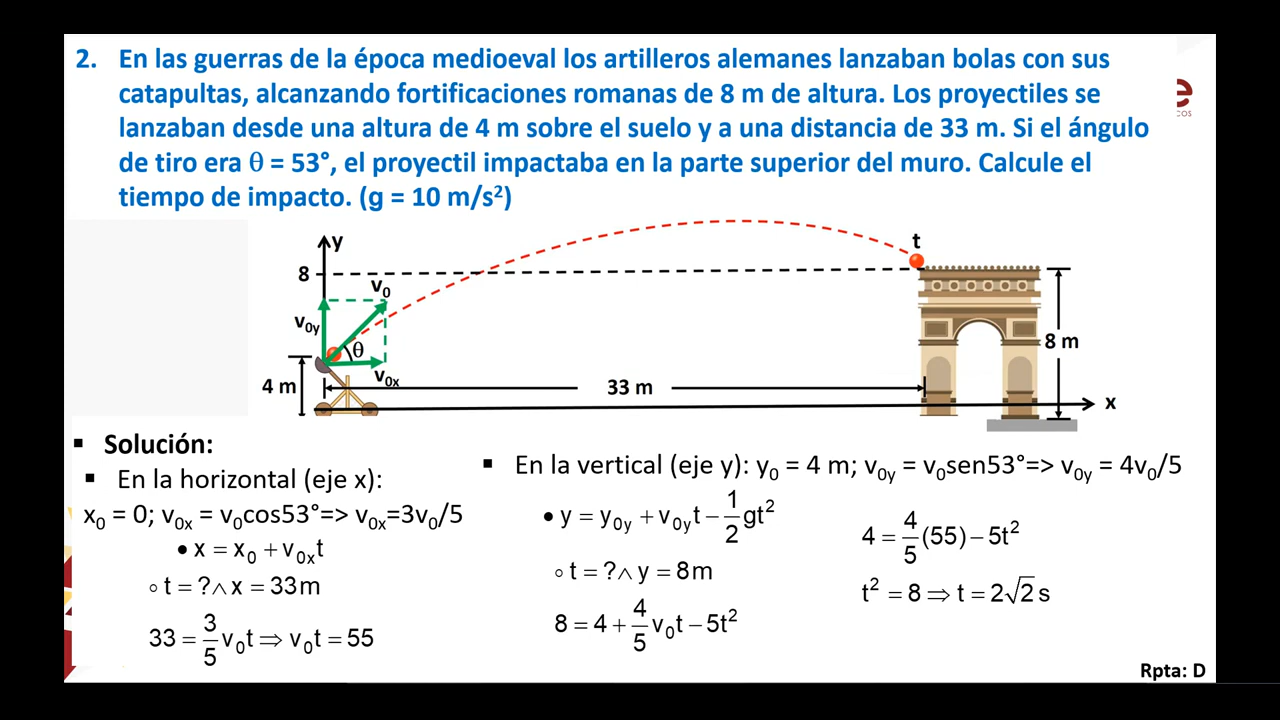 2. En las guerras de la época medioeval los artilleros alemanes lanzaban bolas con sus
catapultas, alcanzando fortificaciones romanas de 8 m de altura. Los proyectiles se
lanzaban desde una altura de 4 m sobre el suelo y a una distancia de 33 m. Si el ángulo
de tiro era θ = 53°, el proyectil impactaba en la parte superior del muro. Calcule el
tiempo de impacto. (g = 10 m/s²)
e
cos
y
t
8
v₀
v₀y
θ
8 m
v₀ₓ
4 m
33 m
x
▪ Solución:
▪ En la horizontal (eje x):
x₀ = 0; v₀ₓ = v₀cos53°=> v₀ₓ=3v₀/5
• x = x₀ + v₀ₓt
∘ t = ?∧ x = 33m
33 = 3/5 v₀t ⇒ v₀t = 55
▪ En la vertical (eje y): y₀ = 4 m; v₀y = v₀sen53°=> v₀y = 4v₀/5
• y = y₀y + v₀yt − 1/2 gt²
∘ t = ?∧ y = 8m
8 = 4 + 4/5 v₀t − 5t²
4 = 4/5 (55) − 5t²
t² = 8 ⇒ t = 2√2 s
Rpta: D